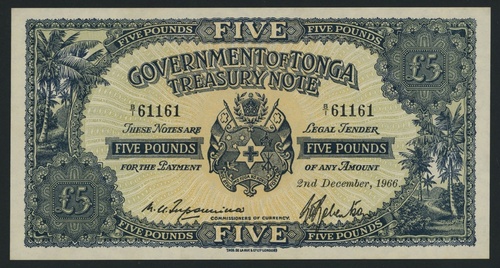 FIVE
FIVE POUNDS FIVE POUNDS
GOVERNMENT OF TONGA
TREASURY NOTE
£5
B/1 61161 B/1 61161
THESE NOTES ARE LEGAL TENDER
FIVE POUNDS FIVE POUNDS
FOR THE PAYMENT OF ANY AMOUNT
2nd December, 1966.
£5
COMMISSIONERS OF CURRENCY.
FIVE
FIVE POUNDS FIVE POUNDS